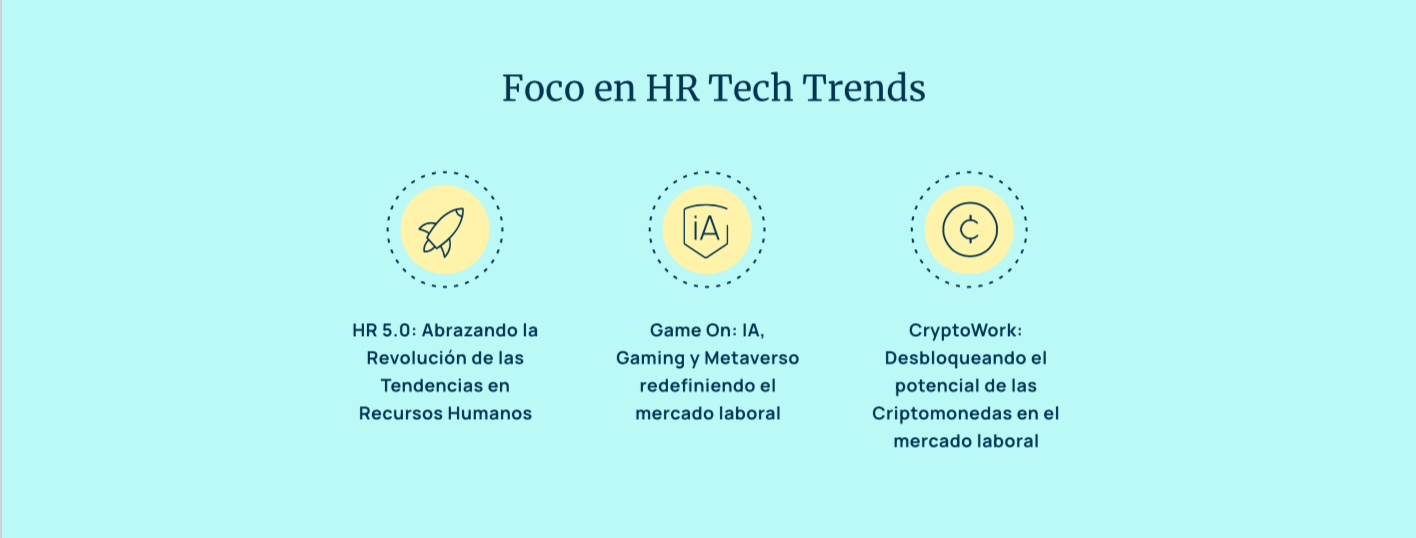 Foco en HR Tech Trends
iA
¢
HR 5.0: Abrazando la
Revolución de las
Tendencias en
Recursos Humanos
Game On: IA,
Gaming y Metaverso
redefiniendo el
mercado laboral
CryptoWork:
Desbloqueando el
potencial de las
Criptomonedas en el
mercado laboral